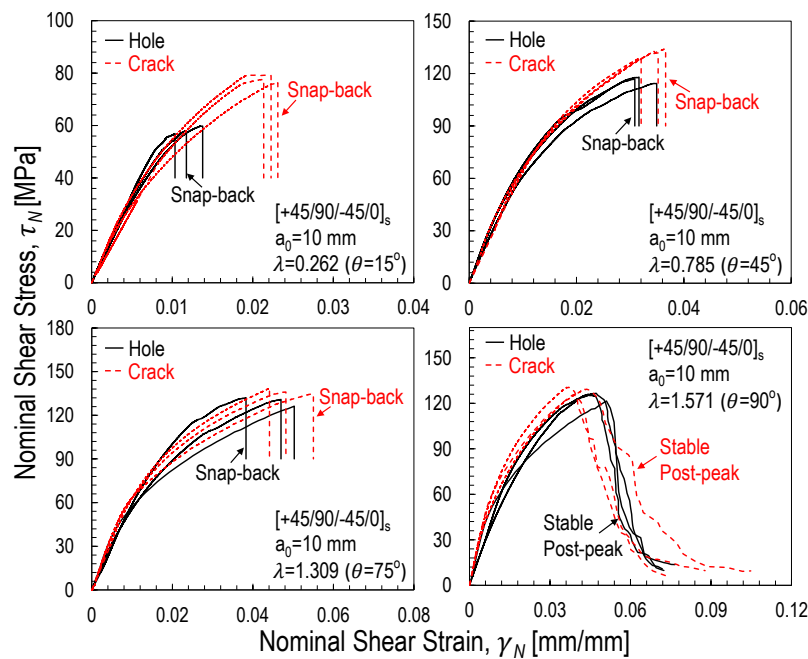 Nominal Shear Stress, τN [MPa]
100
80
60
40
20
0
0
0.01
0.02
0.03
0.04
Hole
Crack
Snap-back
Snap-back
[+45/90/-45/0]s
a0=10 mm
λ=0.262 (θ=15o)
150
120
90
60
30
0
0
0.02
0.04
0.06
Hole
Crack
Snap-back
Snap-back
[+45/90/-45/0]s
a0=10 mm
λ=0.785 (θ=45o)
180
150
120
90
60
30
0
0
0.02
0.04
0.06
0.08
Hole
Crack
Snap-back
Snap-back
[+45/90/-45/0]s
a0=10 mm
λ=1.309 (θ=75o)
150
120
90
60
30
0
0
0.03
0.06
0.09
0.12
Hole
Crack
[+45/90/-45/0]s
a0=10 mm
λ=1.571 (θ=90o)
Stable
Post-peak
Stable
Post-peak
Nominal Shear Strain, γN [mm/mm]